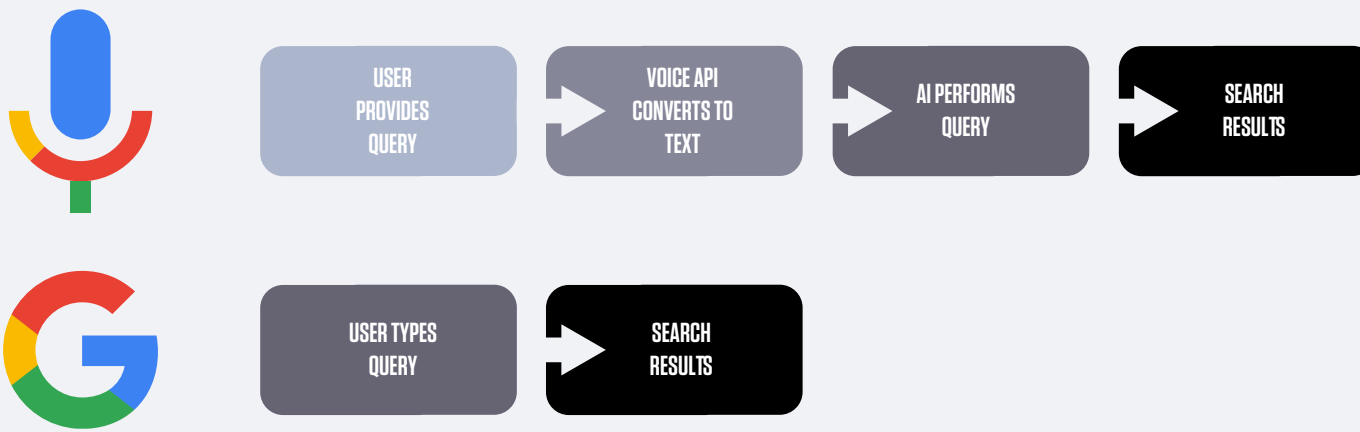 USER
PROVIDES
QUERY
VOICE API
CONVERTS TO
TEXT
AI PERFORMS
QUERY
SEARCH
RESULTS
USER TYPES
QUERY
SEARCH
RESULTS